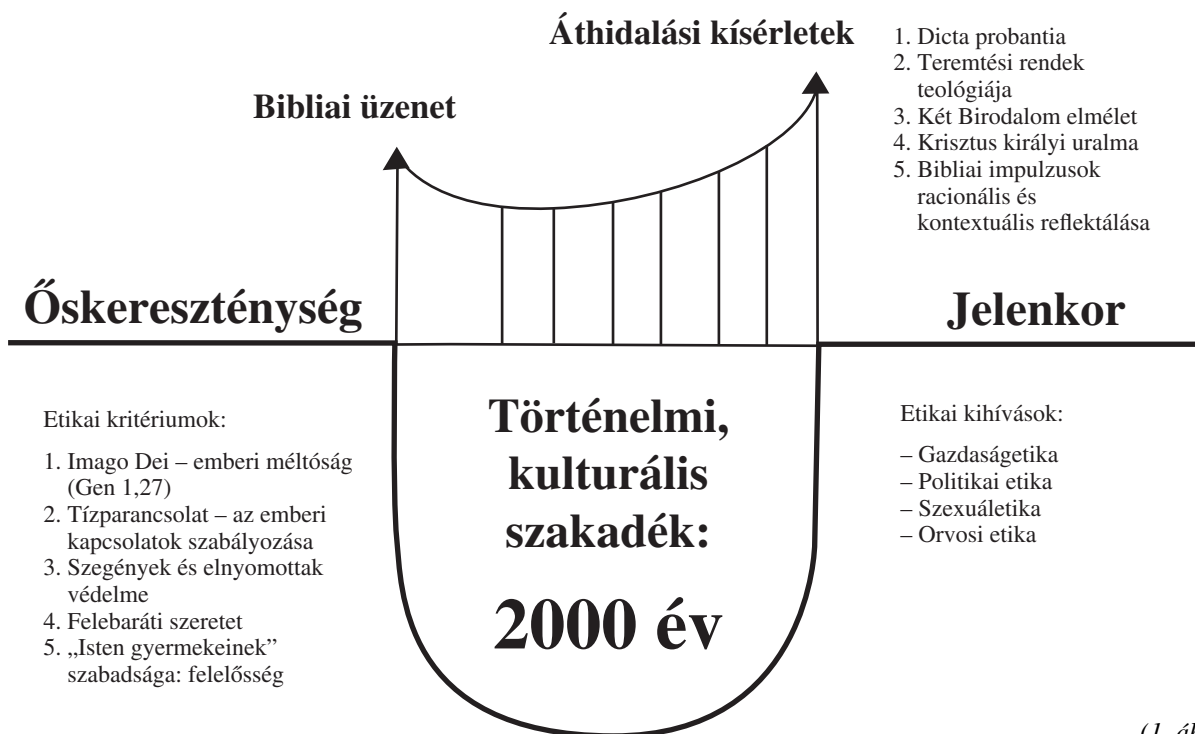 Áthidalási kísérletek
1. Dicta probantia
2. Teremtési rendek
teológiája
3. Két Birodalom elmélet
4. Krisztus királyi uralma
5. Bibliai impulzusok
racionális és
kontextuális reflektálása
Bibliai üzenet
Őskereszténység
Jelenkor
Etikai kritériumok:
1. Imago Dei – emberi méltóság
(Gen 1,27)
2. Tízparancsolat – az emberi
kapcsolatok szabályozása
3. Szegények és elnyomottak
védelme
4. Felebaráti szeretet
5. „Isten gyermekeinek”
szabadsága: felelősség
Történelmi,
kulturális
szakadék:
2000 év
Etikai kihívások:
– Gazdaságetika
– Politikai etika
– Szexuáletika
– Orvosi etika
(1.